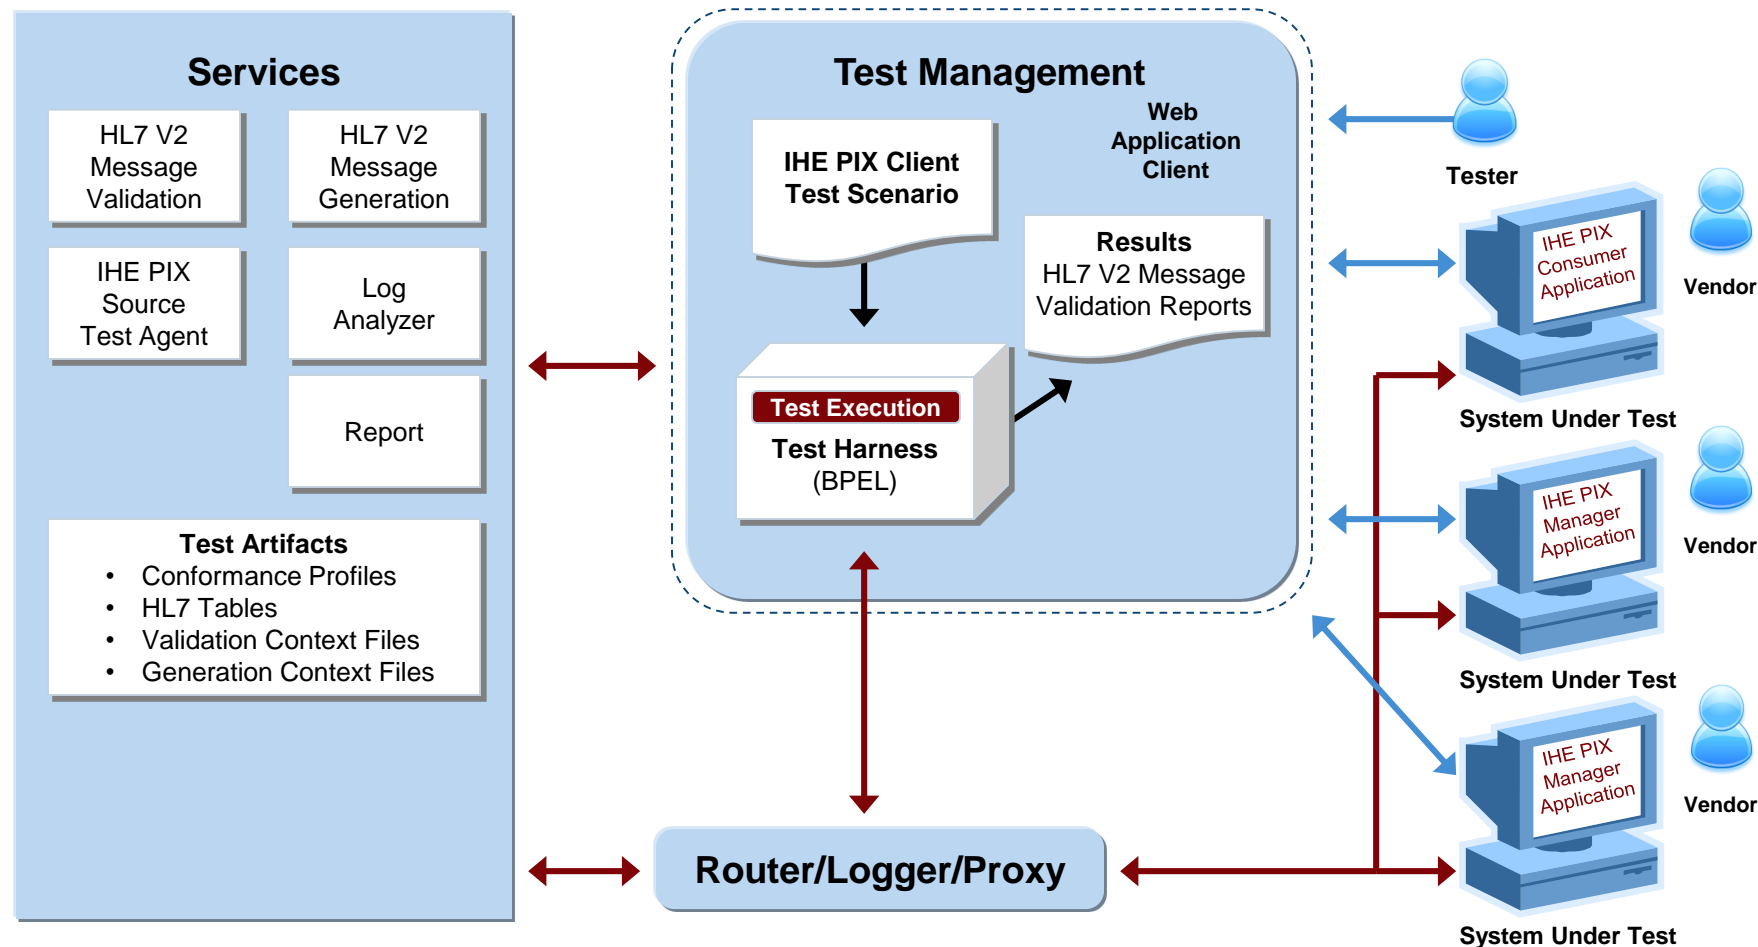 Services
HL7 V2
Message
Validation
HL7 V2
Message
Generation
IHE PIX
Source
Test Agent
Log
Analyzer
Report
Test Artifacts
• Conformance Profiles
• HL7 Tables
• Validation Context Files
• Generation Context Files
Test Management
Web
Application
Client
IHE PIX Client
Test Scenario
Results
HL7 V2 Message
Validation Reports
Test Execution
Test Harness
(BPEL)
Router/Logger/Proxy
Tester
IHE PIX
Consumer
Application
Vendor
System Under Test
IHE PIX
Manager
Application
Vendor
System Under Test
IHE PIX
Manager
Application
Vendor
System Under Test